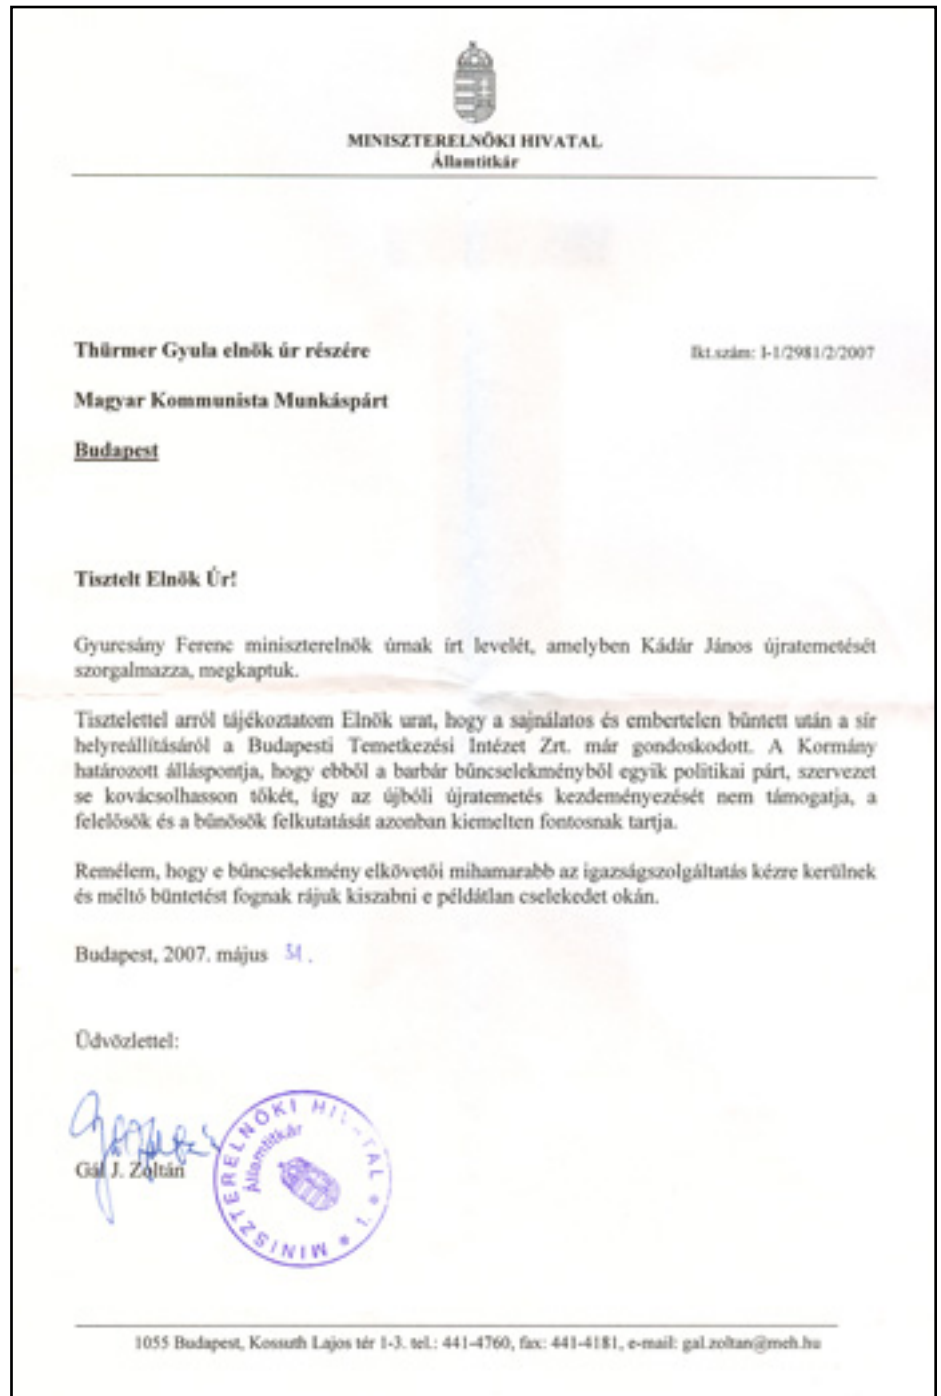 MINISZTERELNÖKI HIVATAL
Államtitkár
Thürmer Gyula elnök úr részére
Ikt.szám: I-1/2981/2/2007
Magyar Kommunista Munkáspárt
Budapest
Tisztelt Elnök Úr!
Gyurcsány Ferenc miniszterelnök úrnak írt levelét, amelyben Kádár János újratemetését
szorgalmazza, megkaptuk.
Tisztelettel arról tájékoztatom Elnök urat, hogy a sajnálatos és embertelen bűntett után a sír
helyreállításáról a Budapesti Temetkezési Intézet Zrt. már gondoskodott. A Kormány
határozott álláspontja, hogy ebből a barbár bűncselekményből egyik politikai párt, szervezet
se kovácsolhasson tőkét, így az újbóli újratemetés kezdeményezését nem támogatja, a
felelősök és a bűnösök felkutatását azonban kiemelten fontosnak tartja.
Remélem, hogy e bűncselekmény elkövetői mihamarabb az igazságszolgáltatás kézre kerülnek
és méltó büntetést fognak rájuk kiszabni e példátlan cselekedet okán.
Budapest, 2007. május 31.
Üdvözlettel:
Gál J. Zoltán
MINISZTERELNÖKI HIVATAL * 1. *
Államtitkár
1055 Budapest, Kossuth Lajos tér 1-3. tel.: 441-4760, fax: 441-4181, e-mail: gal.zoltan@meh.hu